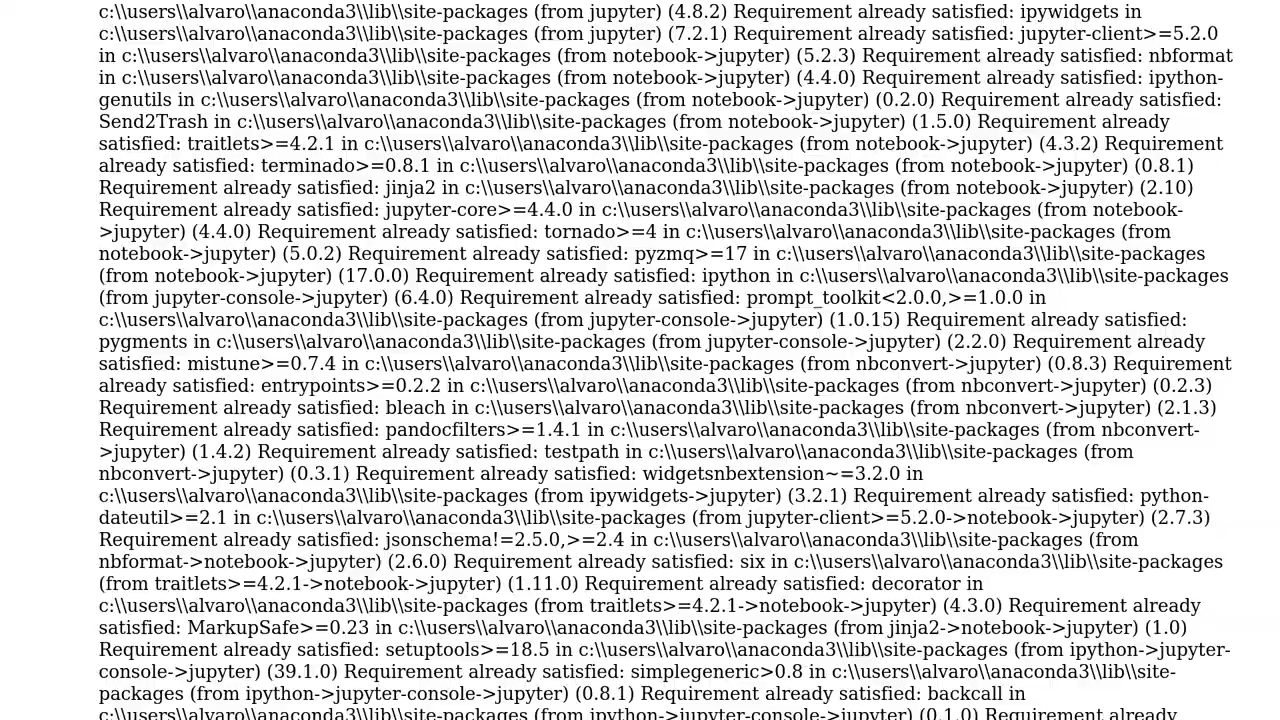 c:\\users\\alvaro\\anaconda3\\lib\\site-packages (from jupyter) (4.8.2) Requirement already satisfied: ipywidgets in
c:\\users\\alvaro\\anaconda3\\lib\\site-packages (from jupyter) (7.2.1) Requirement already satisfied: jupyter-client>=5.2.0
in c:\\users\\alvaro\\anaconda3\\lib\\site-packages (from notebook->jupyter) (5.2.3) Requirement already satisfied: nbformat
in c:\\users\\alvaro\\anaconda3\\lib\\site-packages (from notebook->jupyter) (4.4.0) Requirement already satisfied: ipython-
genutils in c:\\users\\alvaro\\anaconda3\\lib\\site-packages (from notebook->jupyter) (0.2.0) Requirement already satisfied:
Send2Trash in c:\\users\\alvaro\\anaconda3\\lib\\site-packages (from notebook->jupyter) (1.5.0) Requirement already
satisfied: traitlets>=4.2.1 in c:\\users\\alvaro\\anaconda3\\lib\\site-packages (from notebook->jupyter) (4.3.2) Requirement
already satisfied: terminado>=0.8.1 in c:\\users\\alvaro\\anaconda3\\lib\\site-packages (from notebook->jupyter) (0.8.1)
Requirement already satisfied: jinja2 in c:\\users\\alvaro\\anaconda3\\lib\\site-packages (from notebook->jupyter) (2.10)
Requirement already satisfied: jupyter-core>=4.4.0 in c:\\users\\alvaro\\anaconda3\\lib\\site-packages (from notebook-
>jupyter) (4.4.0) Requirement already satisfied: tornado>=4 in c:\\users\\alvaro\\anaconda3\\lib\\site-packages (from
notebook->jupyter) (5.0.2) Requirement already satisfied: pyzmq>=17 in c:\\users\\alvaro\\anaconda3\\lib\\site-packages
(from notebook->jupyter) (17.0.0) Requirement already satisfied: ipython in c:\\users\\alvaro\\anaconda3\\lib\\site-packages
(from jupyter-console->jupyter) (6.4.0) Requirement already satisfied: prompt_toolkit<2.0.0,>=1.0.0 in
c:\\users\\alvaro\\anaconda3\\lib\\site-packages (from jupyter-console->jupyter) (1.0.15) Requirement already satisfied:
pygments in c:\\users\\alvaro\\anaconda3\\lib\\site-packages (from jupyter-console->jupyter) (2.2.0) Requirement already
satisfied: mistune>=0.7.4 in c:\\users\\alvaro\\anaconda3\\lib\\site-packages (from nbconvert->jupyter) (0.8.3) Requirement
already satisfied: entrypoints>=0.2.2 in c:\\users\\alvaro\\anaconda3\\lib\\site-packages (from nbconvert->jupyter) (0.2.3)
Requirement already satisfied: bleach in c:\\users\\alvaro\\anaconda3\\lib\\site-packages (from nbconvert->jupyter) (2.1.3)
Requirement already satisfied: pandocfilters>=1.4.1 in c:\\users\\alvaro\\anaconda3\\lib\\site-packages (from nbconvert-
>jupyter) (1.4.2) Requirement already satisfied: testpath in c:\\users\\alvaro\\anaconda3\\lib\\site-packages (from
nbconvert->jupyter) (0.3.1) Requirement already satisfied: widgetsnbextension~=3.2.0 in
c:\\users\\alvaro\\anaconda3\\lib\\site-packages (from ipywidgets->jupyter) (3.2.1) Requirement already satisfied: python-
dateutil>=2.1 in c:\\users\\alvaro\\anaconda3\\lib\\site-packages (from jupyter-client>=5.2.0->notebook->jupyter) (2.7.3)
Requirement already satisfied: jsonschema!=2.5.0,>=2.4 in c:\\users\\alvaro\\anaconda3\\lib\\site-packages (from
nbformat->notebook->jupyter) (2.6.0) Requirement already satisfied: six in c:\\users\\alvaro\\anaconda3\\lib\\site-packages
(from traitlets>=4.2.1->notebook->jupyter) (1.11.0) Requirement already satisfied: decorator in
c:\\users\\alvaro\\anaconda3\\lib\\site-packages (from traitlets>=4.2.1->notebook->jupyter) (4.3.0) Requirement already
satisfied: MarkupSafe>=0.23 in c:\\users\\alvaro\\anaconda3\\lib\\site-packages (from jinja2->notebook->jupyter) (1.0)
Requirement already satisfied: setuptools>=18.5 in c:\\users\\alvaro\\anaconda3\\lib\\site-packages (from ipython->jupyter-
console->jupyter) (39.1.0) Requirement already satisfied: simplegeneric>0.8 in c:\\users\\alvaro\\anaconda3\\lib\\site-
packages (from ipython->jupyter-console->jupyter) (0.8.1) Requirement already satisfied: backcall in
c:\\users\\alvaro\\anaconda3\\lib\\site-packages (from ipython->jupyter-console->jupyter) (0.1.0) Requirement already